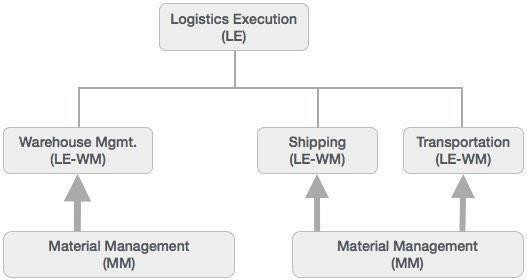 Logistics Execution
(LE)
Warehouse Mgmt.
(LE-WM)
Shipping
(LE-WM)
Transportation
(LE-WM)
Material Management
(MM)
Material Management
(MM)